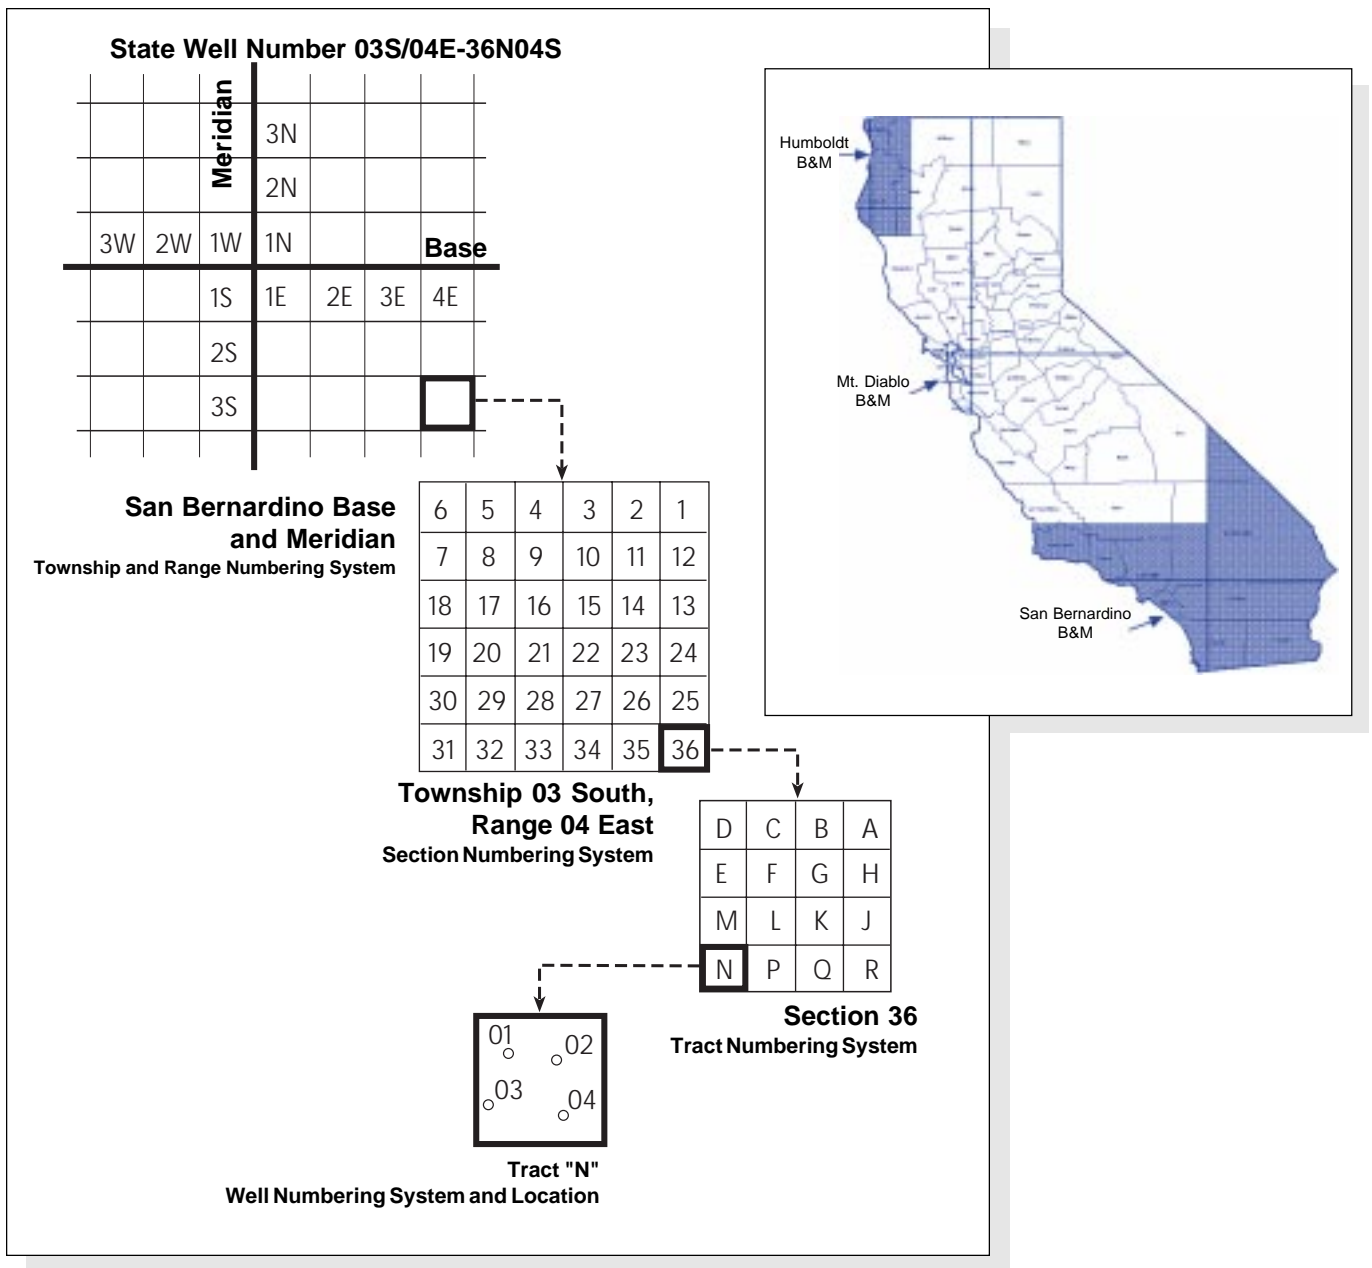 State Well Number 03S/04E-36N04S
Meridian
3N
2N
3W 2W 1W 1N Base
1S 1E 2E 3E 4E
2S
3S
San Bernardino Base
and Meridian
Township and Range Numbering System
6 5 4 3 2 1
7 8 9 10 11 12
18 17 16 15 14 13
19 20 21 22 23 24
30 29 28 27 26 25
31 32 33 34 35 36
Township 03 South,
Range 04 East
Section Numbering System
D C B A
E F G H
M L K J
N P Q R
Section 36
Tract Numbering System
01
02
03
04
Tract "N"
Well Numbering System and Location
Humboldt
B&M
Mt. Diablo
B&M
San Bernardino
B&M